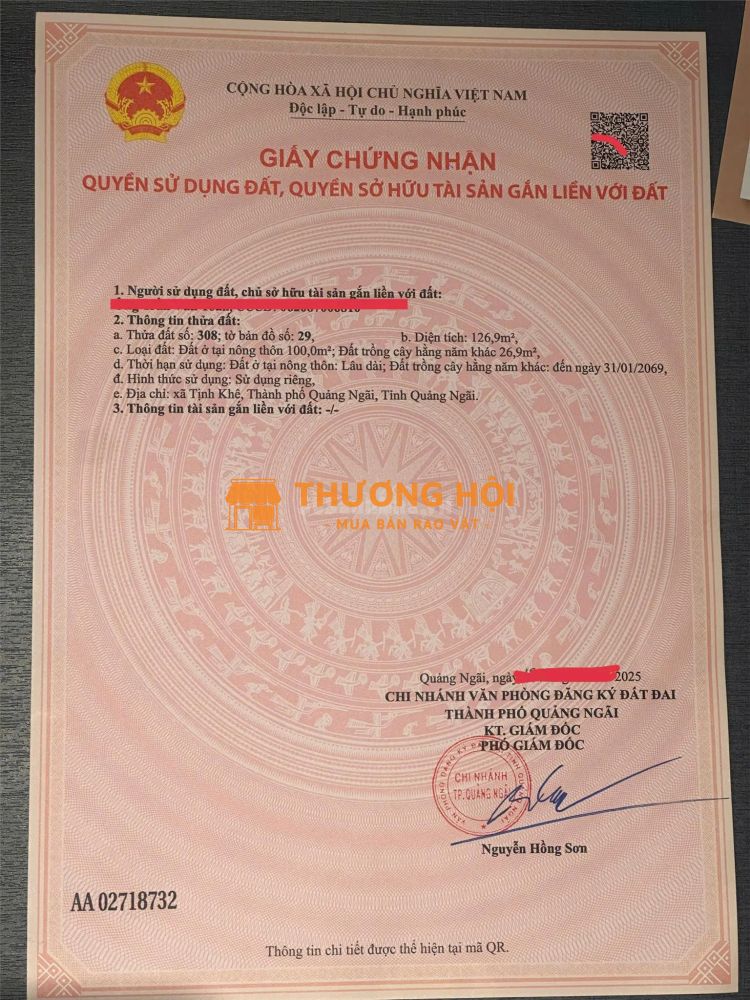 CỘNG HÒA XÃ HỘI CHỦ NGHĨA VIỆT NAM
Độc lập - Tự do - Hạnh phúc
GIẤY CHỨNG NHẬN
QUYỀN SỬ DỤNG ĐẤT, QUYỀN SỞ HỮU TÀI SẢN GẮN LIỀN VỚI ĐẤT
1. Người sử dụng đất, chủ sở hữu tài sản gắn liền với đất:
2. Thông tin thửa đất:
a. Thửa đất số: 308; tờ bản đồ số: 29, b. Diện tích: 126,9m²,
c. Loại đất: Đất ở tại nông thôn 100,0m²; Đất trồng cây hằng năm khác 26,9m²,
d. Thời hạn sử dụng: Đất ở tại nông thôn: Lâu dài; Đất trồng cây hằng năm khác: đến ngày 31/01/2069,
đ. Hình thức sử dụng: Sử dụng riêng,
e. Địa chỉ: xã Tịnh Khê, Thành phố Quảng Ngãi, Tỉnh Quảng Ngãi.
3. Thông tin tài sản gắn liền với đất: -/-
THƯƠNG HỘI
- MUA BÁN RAO VẶT -
Quảng Ngãi, ngày 2025
CHI NHÁNH VĂN PHÒNG ĐĂNG KÝ ĐẤT ĐAI
THÀNH PHỐ QUẢNG NGÃI
KT. GIÁM ĐỐC
PHÓ GIÁM ĐỐC
CHI NHÁNH
TP.QUẢNG NGÃI
Nguyễn Hồng Sơn
AA 02718732
Thông tin chi tiết được thể hiện tại mã QR.